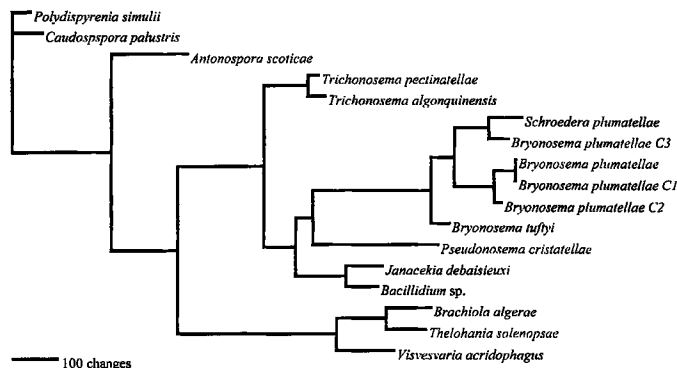 Polydispyrenia simulii
Caudospspora palustris
Antonospora scoticae
Trichonosema pectinatellae
Trichonosema algonquinensis
Schroedera plumatellae
Bryonosema plumatellae C3
Bryonosema plumatellae
Bryonosema plumatellae C1
Bryonosema plumatellae C2
Bryonosema tuftyi
Pseudonosema cristatellae
Janacekia debaisieuxi
Bacillidium sp.
Brachiola algerae
Thelohania solenopsae
Visvesvaria acridophagus
100 changes